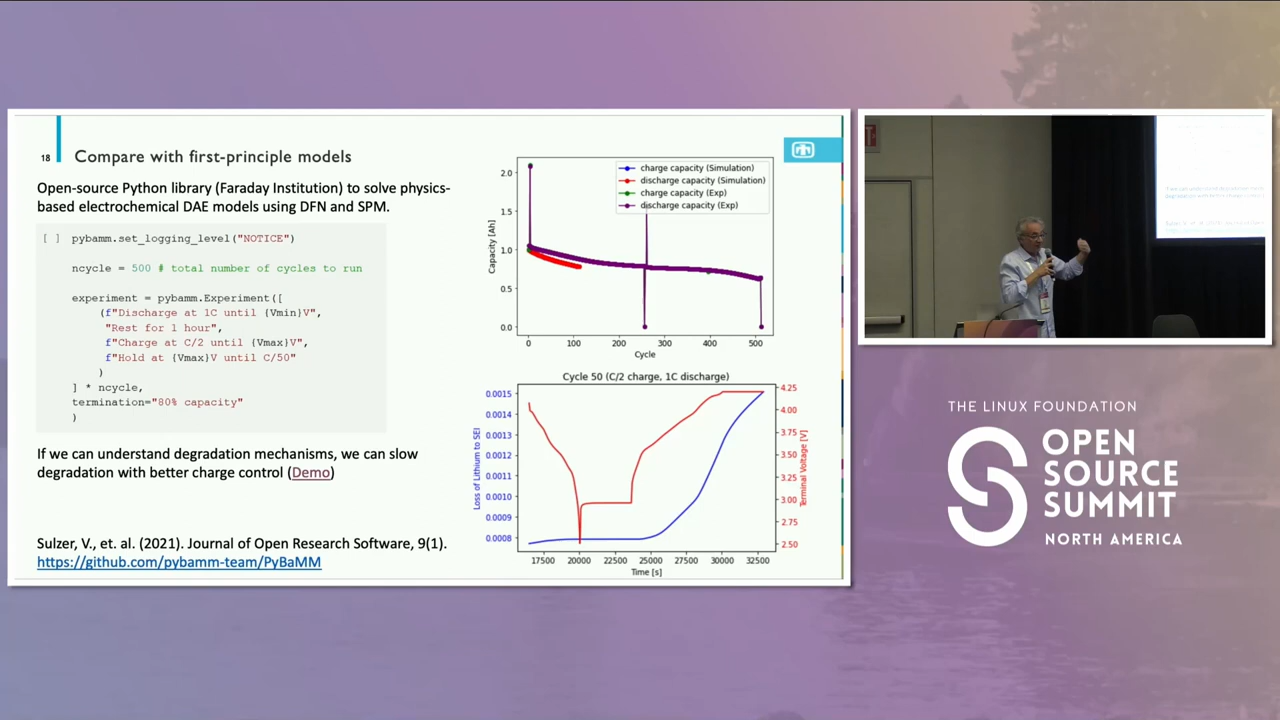 18
Compare with first-principle models
Open-source Python library (Faraday Institution) to solve physics-
based electrochemical DAE models using DFN and SPM.
[ ] pybamm.set_logging_level("NOTICE")
ncycle = 500 # total number of cycles to run
experiment = pybamm.Experiment([
(f"Discharge at 1C until {Vmin}V",
"Rest for 1 hour",
f"Charge at C/2 until {Vmax}V",
f"Hold at {Vmax}V until C/50"
)
] * ncycle,
termination="80% capacity"
)
If we can understand degradation mechanisms, we can slow
degradation with better charge control (Demo)
Sulzer, V., et. al. (2021). Journal of Open Research Software, 9(1).
https://github.com/pybamm-team/PyBaMM
charge capacity (Simulation)
discharge capacity (Simulation)
charge capacity (Exp)
discharge capacity (Exp)
Capacity [Ah]
2.0
1.5
1.0
0.5
0.0
0 100 200 300 400 500
Cycle
Cycle 50 (C/2 charge, 1C discharge)
Loss of Lithium to SEI
0.0015
0.0014
0.0013
0.0012
0.0011
0.0010
0.0009
0.0008
4.25
4.00
3.75
3.50
3.25
3.00
2.75
2.50
Terminal Voltage [V]
17500 20000 22500 25000 27500 30000 32500
Time [s]
THE LINUX FOUNDATION
OPEN
SOURCE
SUMMIT
NORTH AMERICA